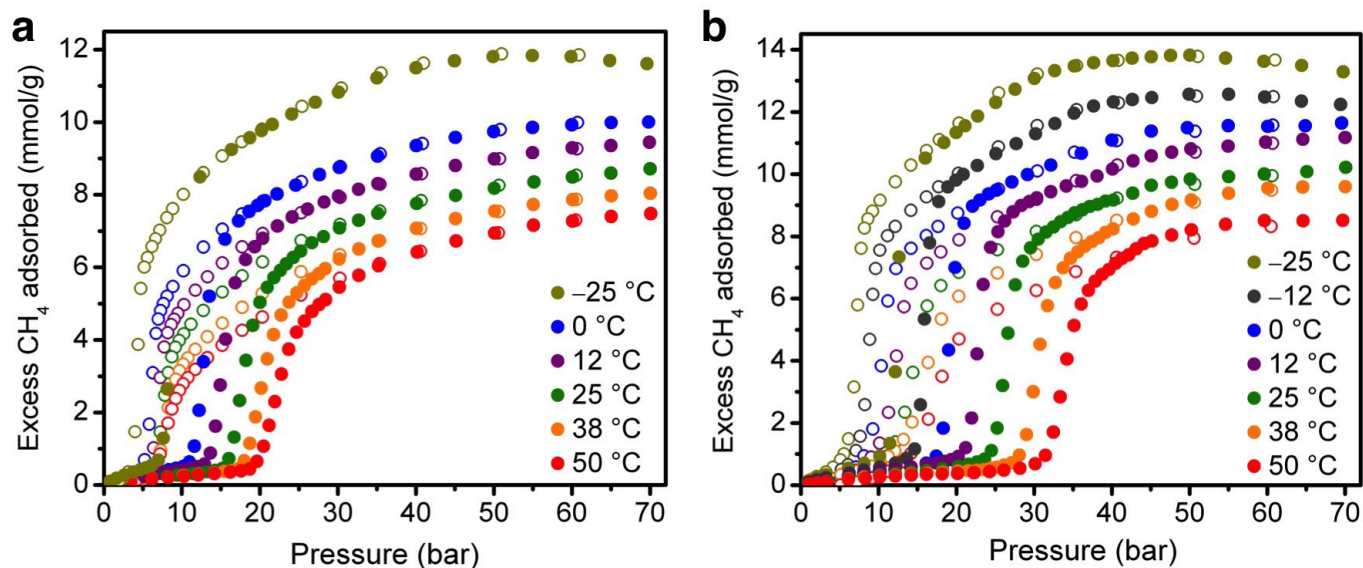 a
Excess CH4 adsorbed (mmol/g)
12
10
8
6
4
2
0
0 10 20 30 40 50 60 70
Pressure (bar)
−25 °C
0 °C
12 °C
25 °C
38 °C
50 °C
b
Excess CH4 adsorbed (mmol/g)
14
12
10
8
6
4
2
0
0 10 20 30 40 50 60 70
Pressure (bar)
−25 °C
−12 °C
0 °C
12 °C
25 °C
38 °C
50 °C